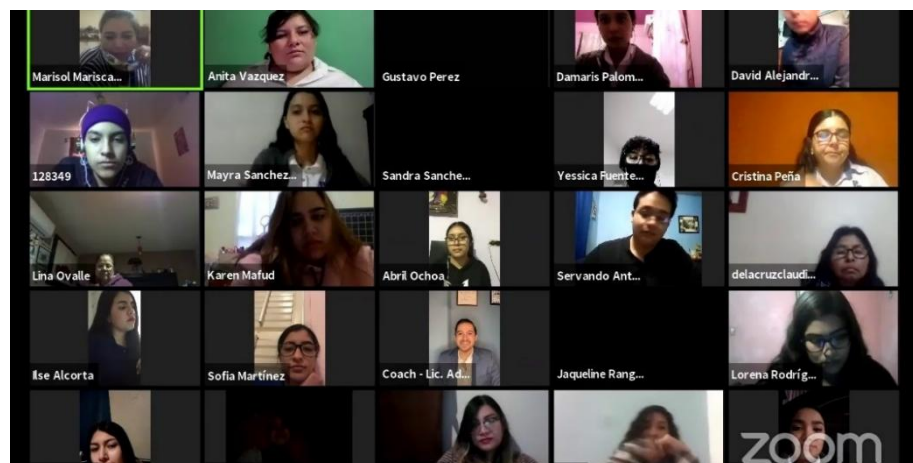 Marisol Marisca...
Anita Vazquez
Gustavo Perez
Damaris Palom...
David Alejandr...
128349
Mayra Sanchez...
Sandra Sanche...
Yessica Fuente...
Cristina Peña
Lina Ovalle
Karen Mafud
Abril Ochoa
Servando Ant...
delacruzclaudi...
Ilse Alcorta
Sofia Martínez
Coach - Lic. Ad...
Jaqueline Rang...
Lorena Rodríg...
zoom